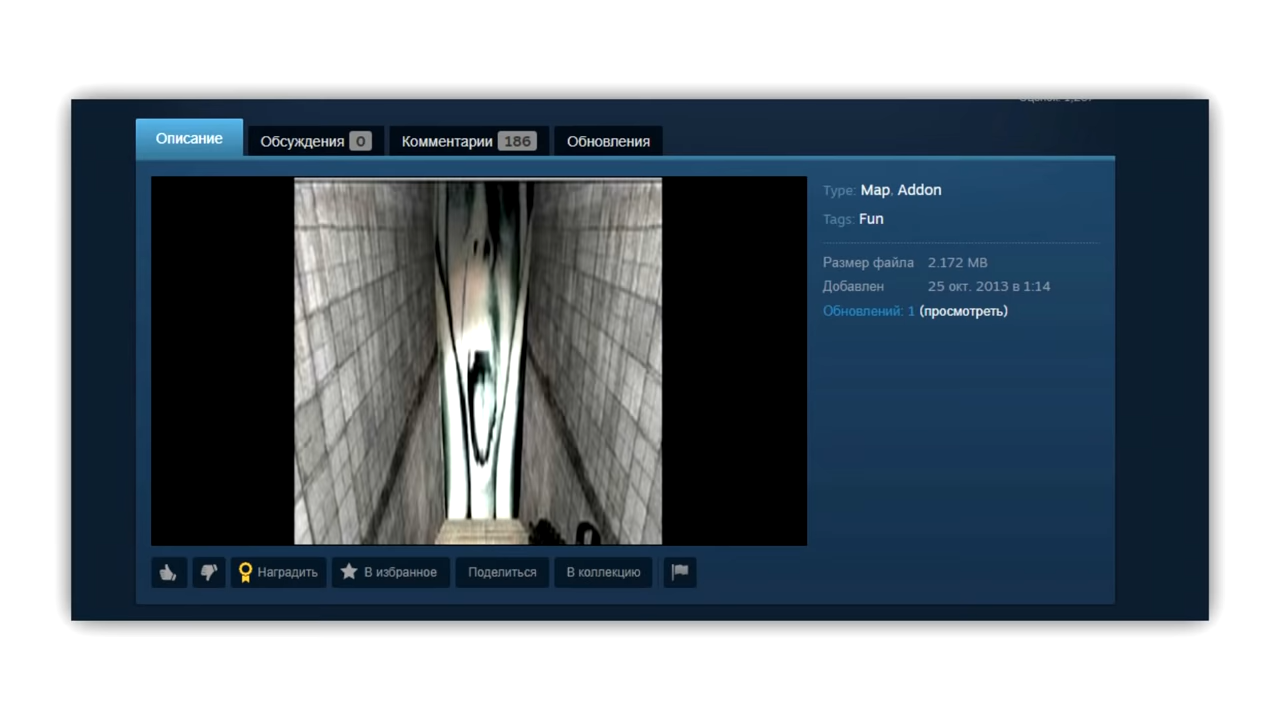 Описание
Обсуждения 0
Комментарии 186
Обновления
Type: Map, Addon
Tags: Fun
Размер файла 2.172 MB
Добавлен 25 окт. 2013 в 1:14
Обновлений: 1 (просмотреть)
Наградить
В избранное
Поделиться
В коллекцию